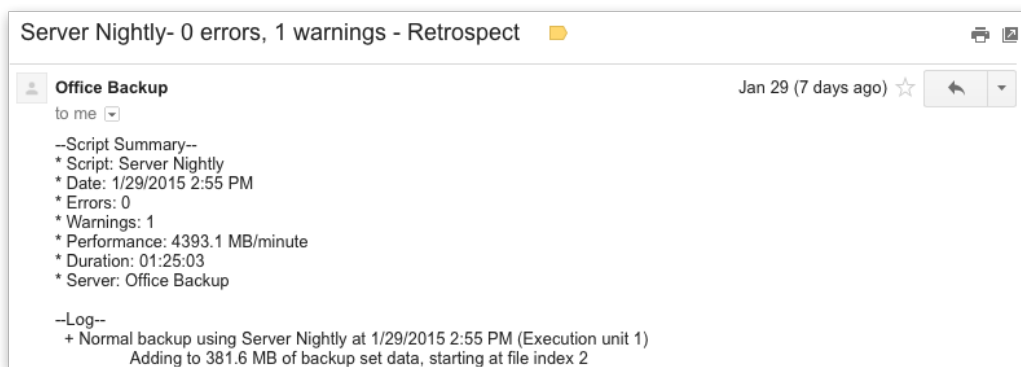 Server Nightly- 0 errors, 1 warnings - Retrospect
Office Backup
Jan 29 (7 days ago)
to me
--Script Summary--
* Script: Server Nightly
* Date: 1/29/2015 2:55 PM
* Errors: 0
* Warnings: 1
* Performance: 4393.1 MB/minute
* Duration: 01:25:03
* Server: Office Backup
--Log--
+ Normal backup using Server Nightly at 1/29/2015 2:55 PM (Execution unit 1)
Adding to 381.6 MB of backup set data, starting at file index 2